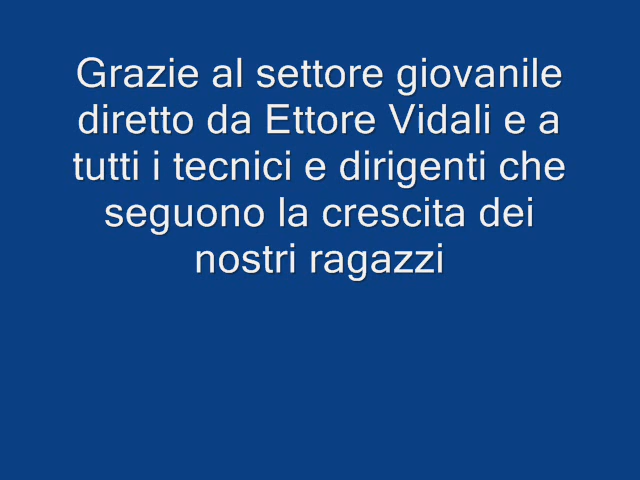 Grazie al settore giovanile
diretto da Ettore Vidali e a
tutti i tecnici e dirigenti che
seguono la crescita dei
nostri ragazzi